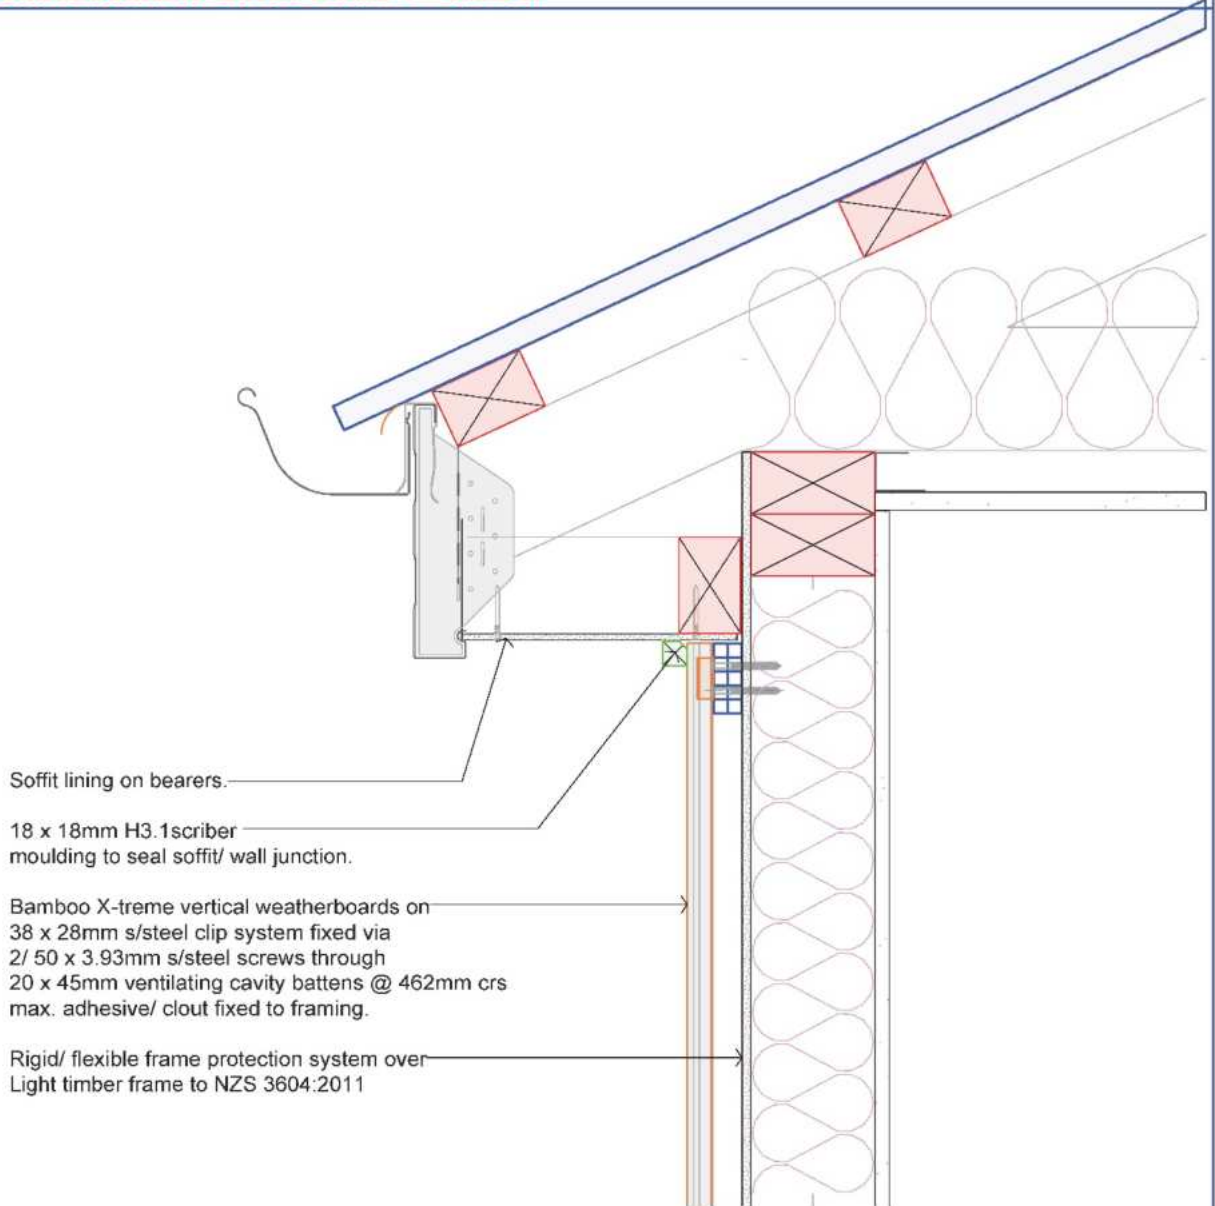 Soffit lining on bearers.
18 x 18mm H3.1scriber
moulding to seal soffit/ wall junction.
Bamboo X-treme vertical weatherboards on
38 x 28mm s/steel clip system fixed via
2/ 50 x 3.93mm s/steel screws through
20 x 45mm ventilating cavity battens @ 462mm crs
max. adhesive/ clout fixed to framing.
Rigid/ flexible frame protection system over
Light timber frame to NZS 3604:2011